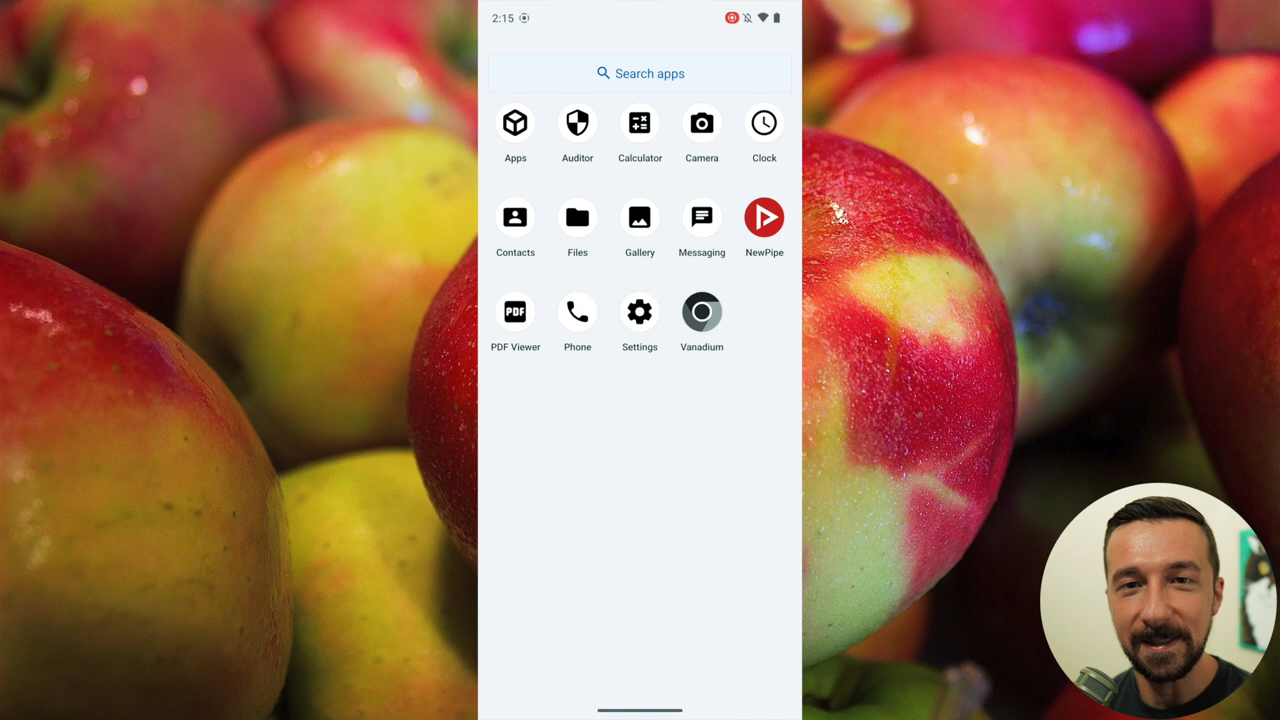 2:15
Search apps
Apps Auditor Calculator Camera Clock
Contacts Files Gallery Messaging NewPipe
PDF
PDF Viewer Phone Settings Vanadium